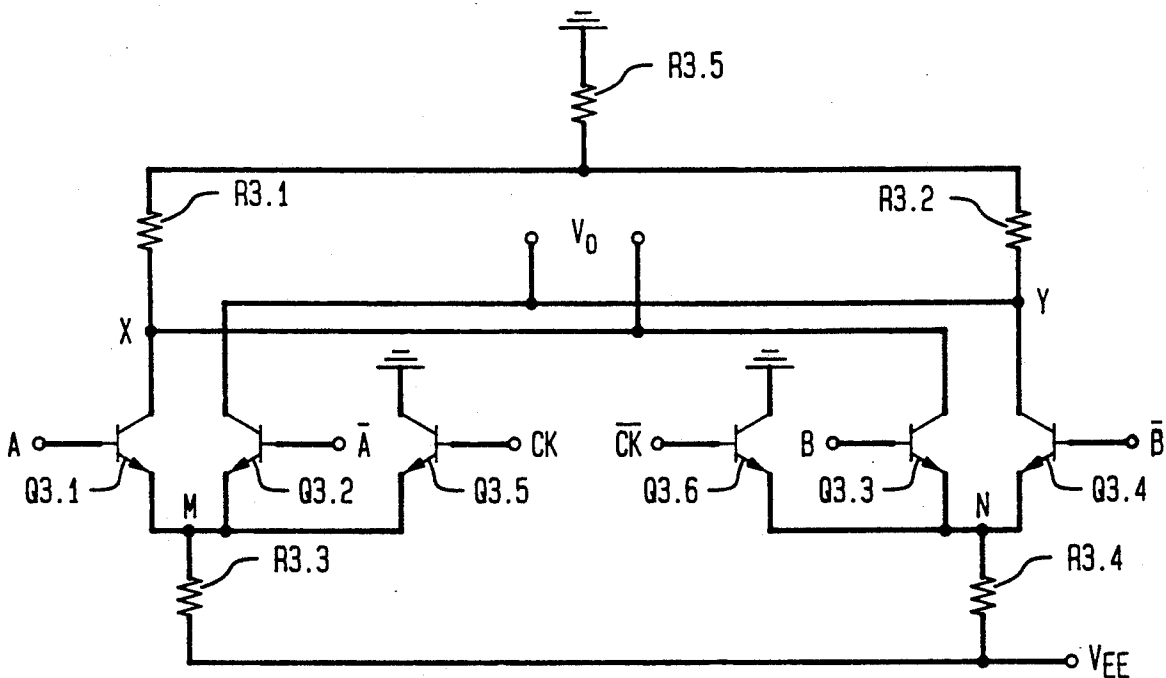 R3.5
R3.1
R3.2
V0
X
Y
A
Ā
CK
C̅K̅
B
B̄
Q3.1
Q3.2
Q3.5
Q3.6
Q3.3
Q3.4
M
N
R3.3
R3.4
VEE